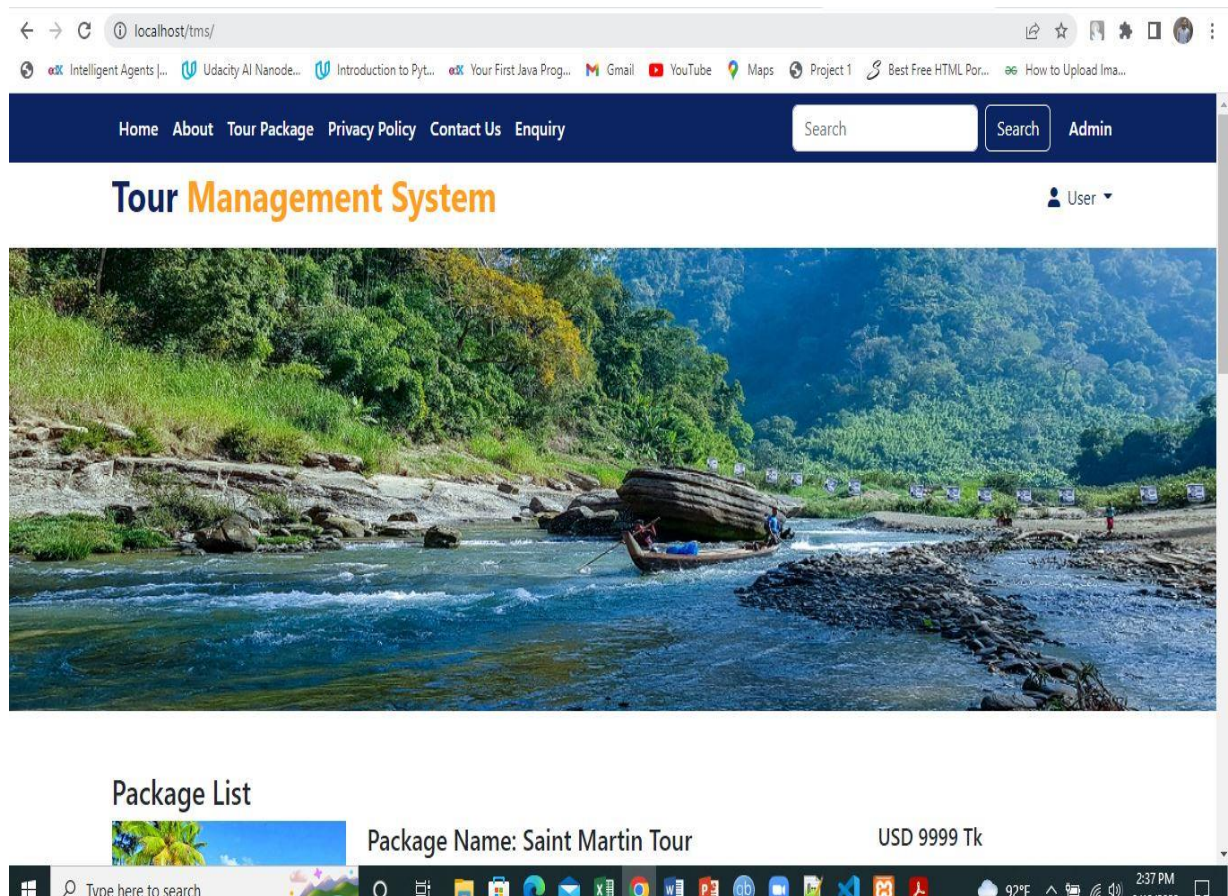 localhost/tms/
Intelligent Agents |... Udacity AI Nanode... Introduction to Pyt... Your First Java Prog... Gmail YouTube Maps Project 1 Best Free HTML Por... How to Upload Ima...
Home About Tour Package Privacy Policy Contact Us Enquiry Search Search Admin
Tour Management System User
Package List
Package Name: Saint Martin Tour USD 9999 Tk
Type here to search 92°F 2:37 PM